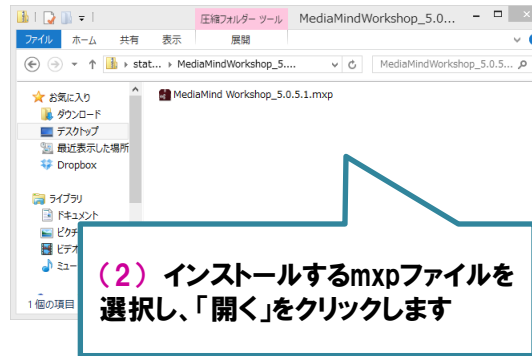 圧縮フォルダー ツール
MediaMindWorkshop_5.0...
ファイル
ホーム
共有
表示
展開
stat...
MediaMindWorkshop_5....
MediaMindWorkshop_5.0.5...
お気に入り
ダウンロード
デスクトップ
最近表示した場所
Dropbox
ライブラリ
ドキュメント
ビデオ
1 個の項目
MediaMind Workshop_5.0.5.1.mxp
(2) インストールするmxpファイルを
選択し、「開く」をクリックします